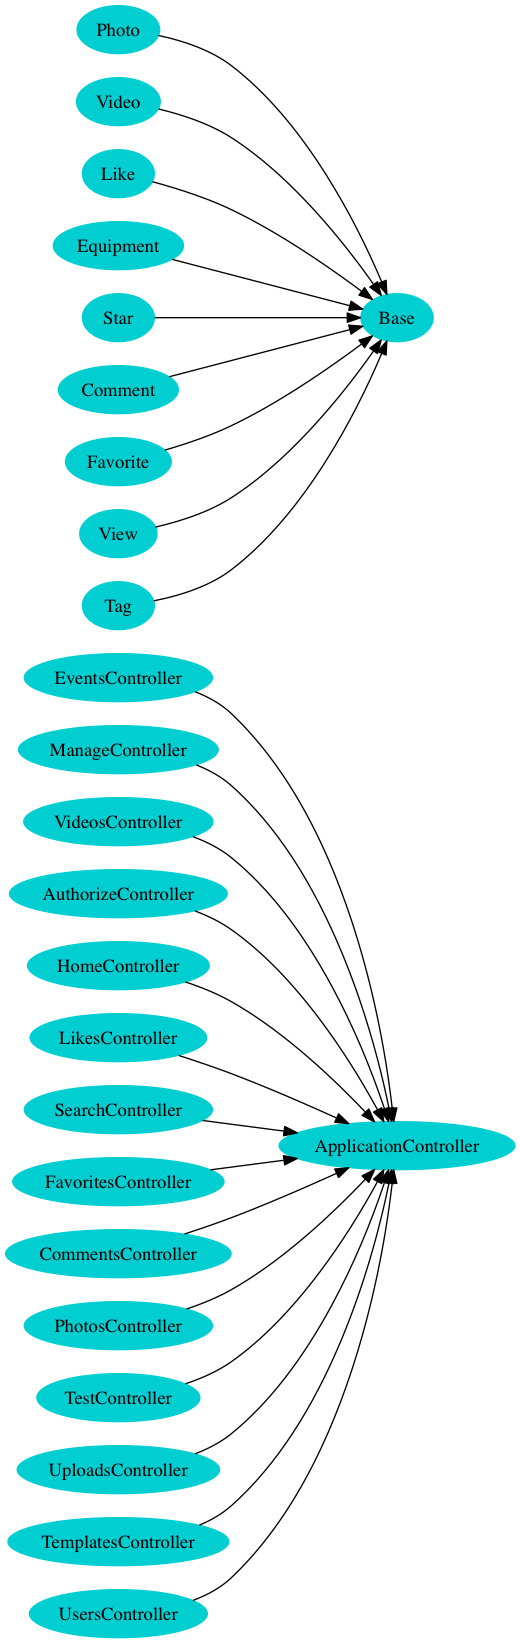 Photo
Video
Like
Equipment
Star
Base
Comment
Favorite
View
Tag
EventsController
ManageController
VideosController
AuthorizeController
HomeController
LikesController
SearchController
ApplicationController
FavoritesController
CommentsController
PhotosController
TestController
UploadsController
TemplatesController
UsersController